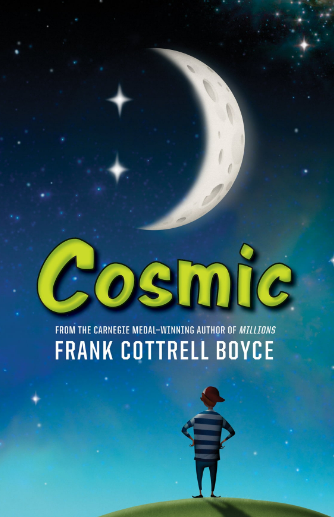 Cosmic
FROM THE CARNEGIE MEDAL–WINNING AUTHOR OF MILLIONS
FRANK COTTRELL BOYCE